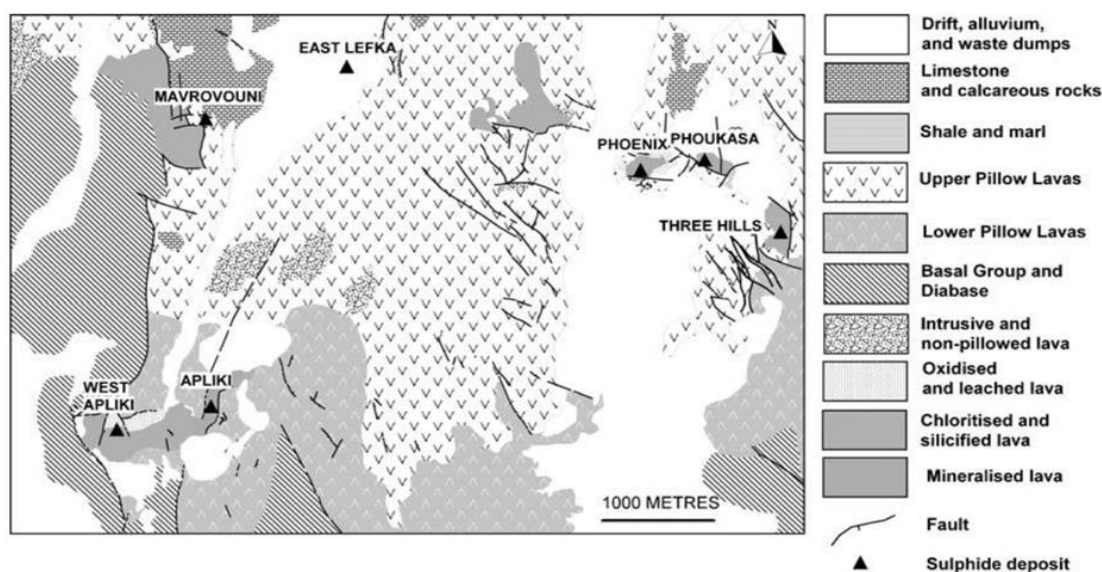 EAST LEFKA
N
MAVROVOUNI
PHOENIX
PHOUKASA
THREE HILLS
WEST
APLIKI
APLIKI
1000 METRES
Drift, alluvium,
and waste dumps
Limestone
and calcareous rocks
Shale and marl
Upper Pillow Lavas
Lower Pillow Lavas
Basal Group and
Diabase
Intrusive and
non-pillowed lava
Oxidised
and leached lava
Chloritised and
silicified lava
Mineralised lava
Fault
Sulphide deposit